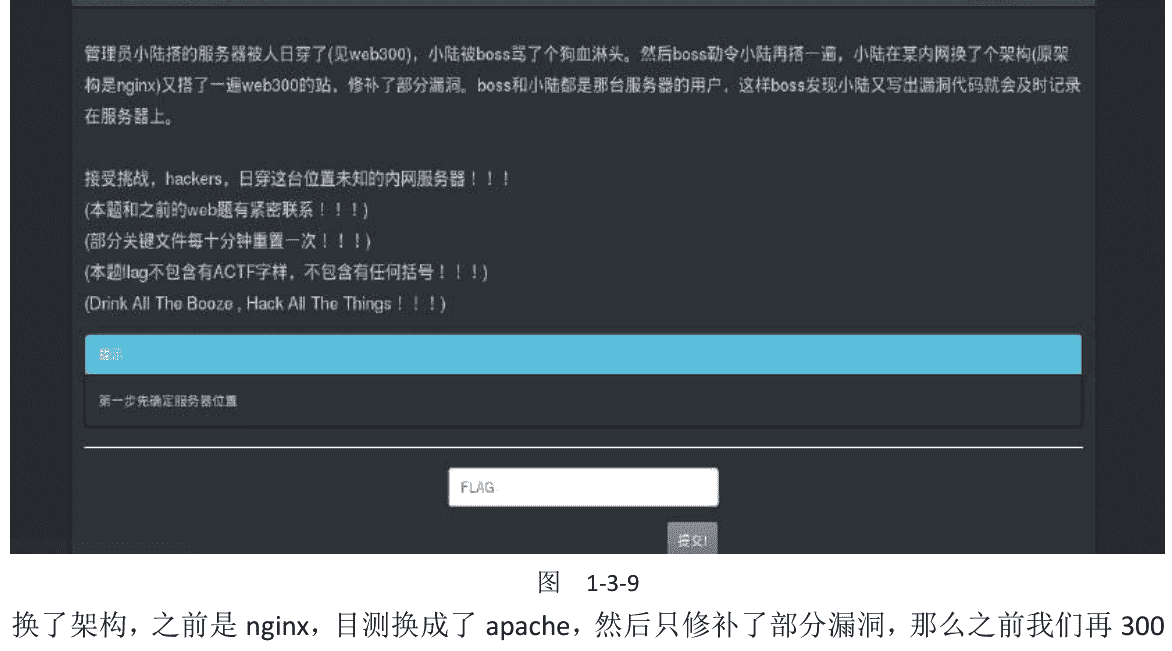 管理员小陆搭的服务器被人日穿了(见web300)，小陆被boss骂了个狗血淋头。然后boss勒令小陆再搭一遍，小陆在某内网换了个架构(原架
构是nginx)又搭了一遍web300的站，修补了部分漏洞。boss和小陆都是那台服务器的用户，这样boss发现小陆又写出漏洞代码就会及时记录
在服务器上。
接受挑战，hackers，日穿这台位置未知的内网服务器！！！
(本题和之前的web题有紧密联系！！！)
(部分关键文件每十分钟重置一次！！！)
(本题flag不包含有ACTF字样，不包含有任何括号！！！)
(Drink All The Booze , Hack All The Things！！！)
提示
第一步先确定服务器位置
FLAG
提交!
图 1-3-9
换了架构，之前是 nginx，目测换成了 apache，然后只修补了部分漏洞，那么之前我们再 300